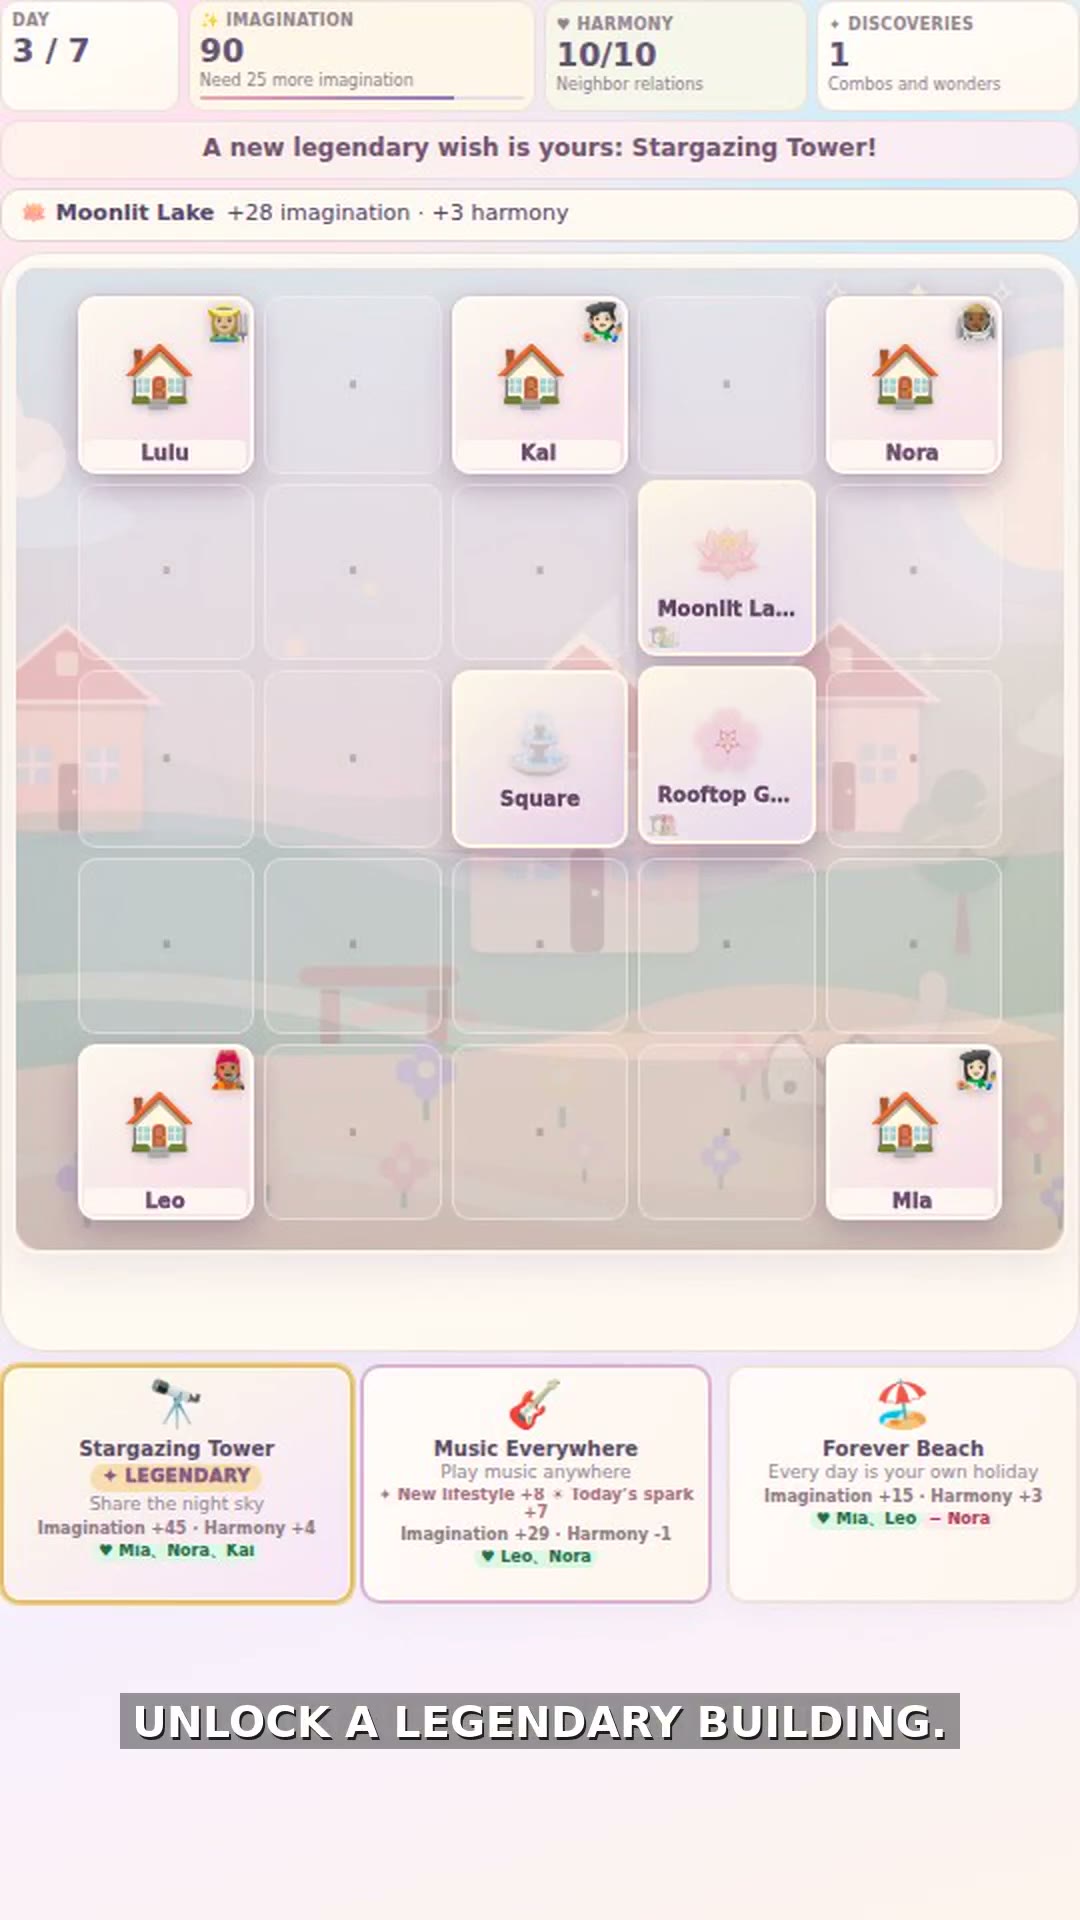 DAY
3 / 7
✨ IMAGINATION
90
Need 25 more imagination
♥ HARMONY
10/10
Neighbor relations
✦ DISCOVERIES
1
Combos and wonders
A new legendary wish is yours: Stargazing Tower!
Moonlit Lake +28 imagination · +3 harmony
Lulu
Kai
Nora
Moonlit La...
Square
Rooftop G...
Leo
Mia
Stargazing Tower
✦ LEGENDARY
Share the night sky
Imagination +45 · Harmony +4
♥ Mia、Nora、Kai
Music Everywhere
Play music anywhere
✦ New lifestyle +8 ☀ Today's spark
+7
Imagination +29 · Harmony -1
♥ Leo、Nora
Forever Beach
Every day is your own holiday
Imagination +15 · Harmony +3
♥ Mia、Leo − Nora
UNLOCK A LEGENDARY BUILDING.